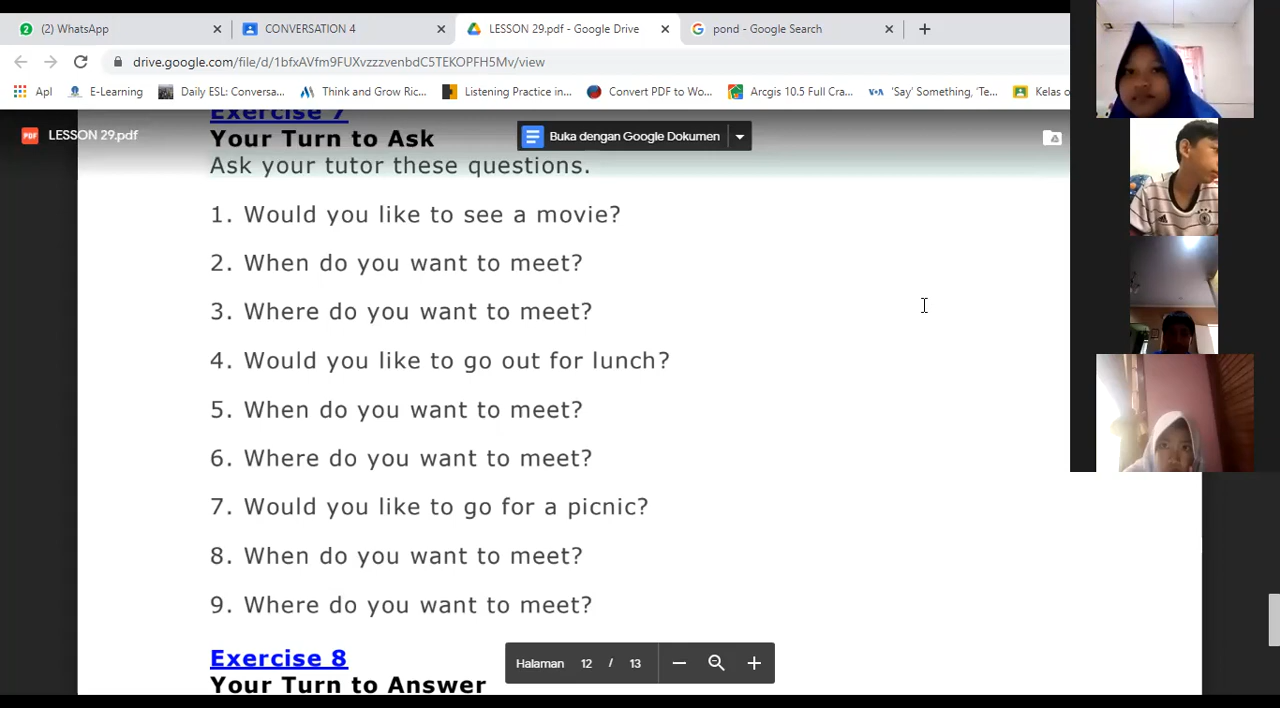 (2) WhatsApp
CONVERSATION 4
LESSON 29.pdf - Google Drive
pond - Google Search
drive.google.com/file/d/1bfxAVfm9FUXvzzzvenbdC5TEKOPFH5Mv/view
Apl
E-Learning
Daily ESL: Conversa...
Think and Grow Ric...
Listening Practice in...
Convert PDF to Wo...
Arcgis 10.5 Full Cra...
'Say' Something, 'Te...
Kelas o
Exercise 7
LESSON 29.pdf
Your Turn to Ask
Buka dengan Google Dokumen
Ask your tutor these questions.
1. Would you like to see a movie?
2. When do you want to meet?
3. Where do you want to meet?
4. Would you like to go out for lunch?
5. When do you want to meet?
6. Where do you want to meet?
7. Would you like to go for a picnic?
8. When do you want to meet?
9. Where do you want to meet?
Exercise 8
Your Turn to Answer
Halaman 12 / 13